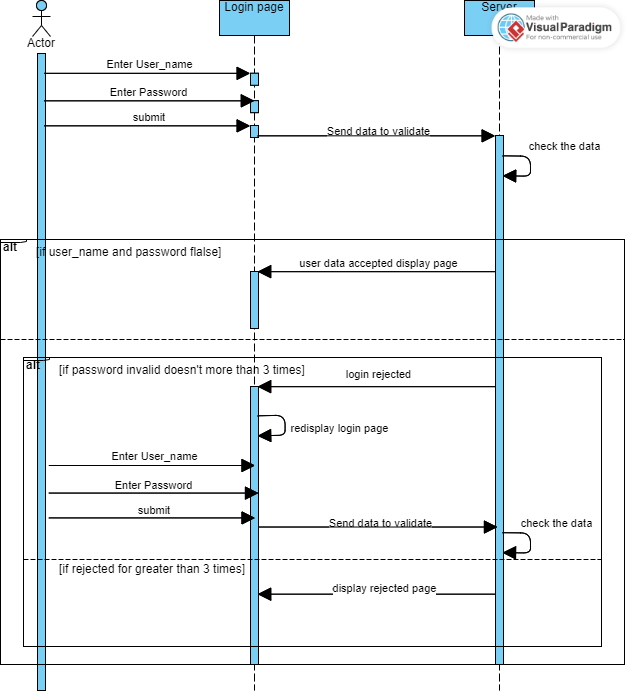 Login page
Server
Made with
VisualParadigm
For non-commercial use
Actor
Enter User_name
Enter Password
submit
Send data to validate
check the data
alt
[if user_name and password flalse]
user data accepted display page
alt
[if password invalid doesn't more than 3 times]
login rejected
redisplay login page
Enter User_name
Enter Password
submit
Send data to validate
check the data
[if rejected for greater than 3 times]
display rejected page